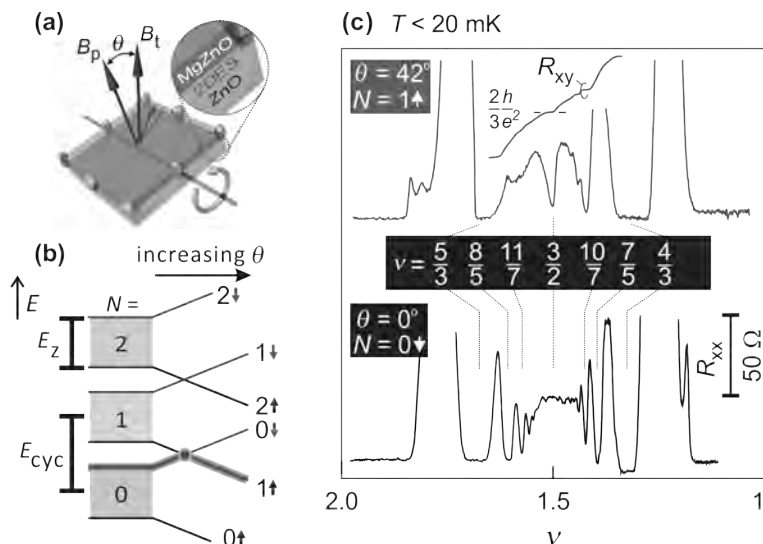 (a)
B_p θ B_t
MgZnO
2DES
ZnO
(b)
increasing θ
E
N =
2↓
E_Z
2
1↓
1
2↑
0↓
E_cyc
1↑
0
0↑
(c) T < 20 mK
θ = 42°
N = 1↑
R_xy
2h/3e²
ν = 5/3 8/5 11/7 3/2 10/7 7/5 4/3
θ = 0°
N = 0↓
R_xx
50 Ω
2.0 1.5 1
ν